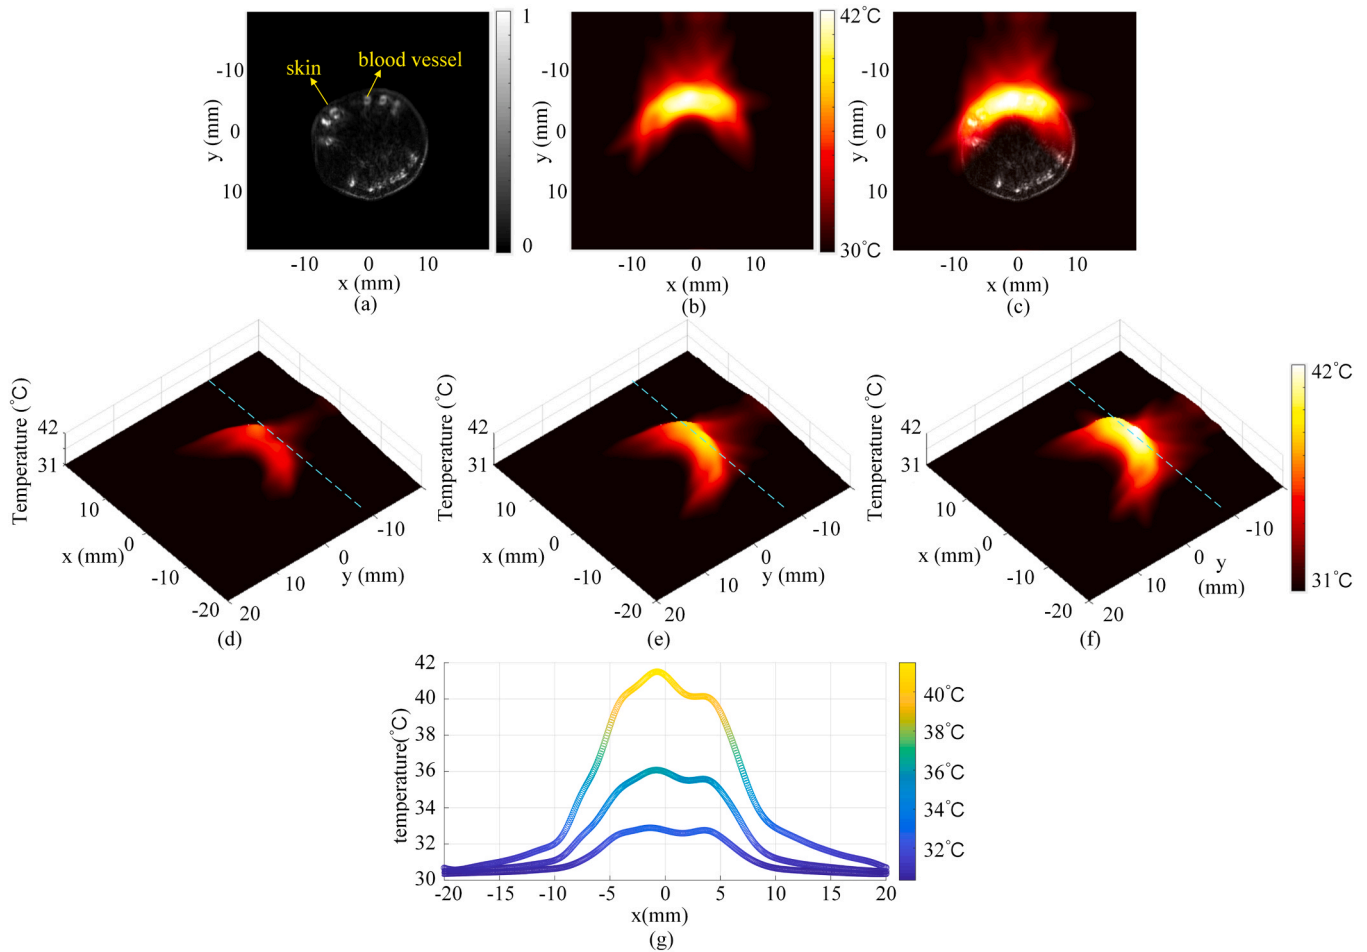 1
42°C
42°C
blood vessel
skin
-10
-10
-10
y (mm)
0
y (mm)
0
y (mm)
0
10
10
10
0
30°C
30°C
-10
0
10
-10
0
10
-10
0
10
x (mm)
x (mm)
x (mm)
(a)
(b)
(c)
Temperature (°C)
42
31
10
x (mm)
0
-10
-20
20
10
0
-10
y (mm)
(d)
Temperature (°C)
42
31
10
x (mm)
0
-10
-20
20
10
0
-10
y (mm)
(e)
Temperature (°C)
42
31
10
x (mm)
0
-10
-20
20
10
0
-10
y
(mm)
(f)
42°C
31°C
temperature(°C)
42
40
38
36
34
32
30
-20
-15
-10
-5
0
5
10
15
20
x(mm)
40°C
38°C
36°C
34°C
32°C
(g)